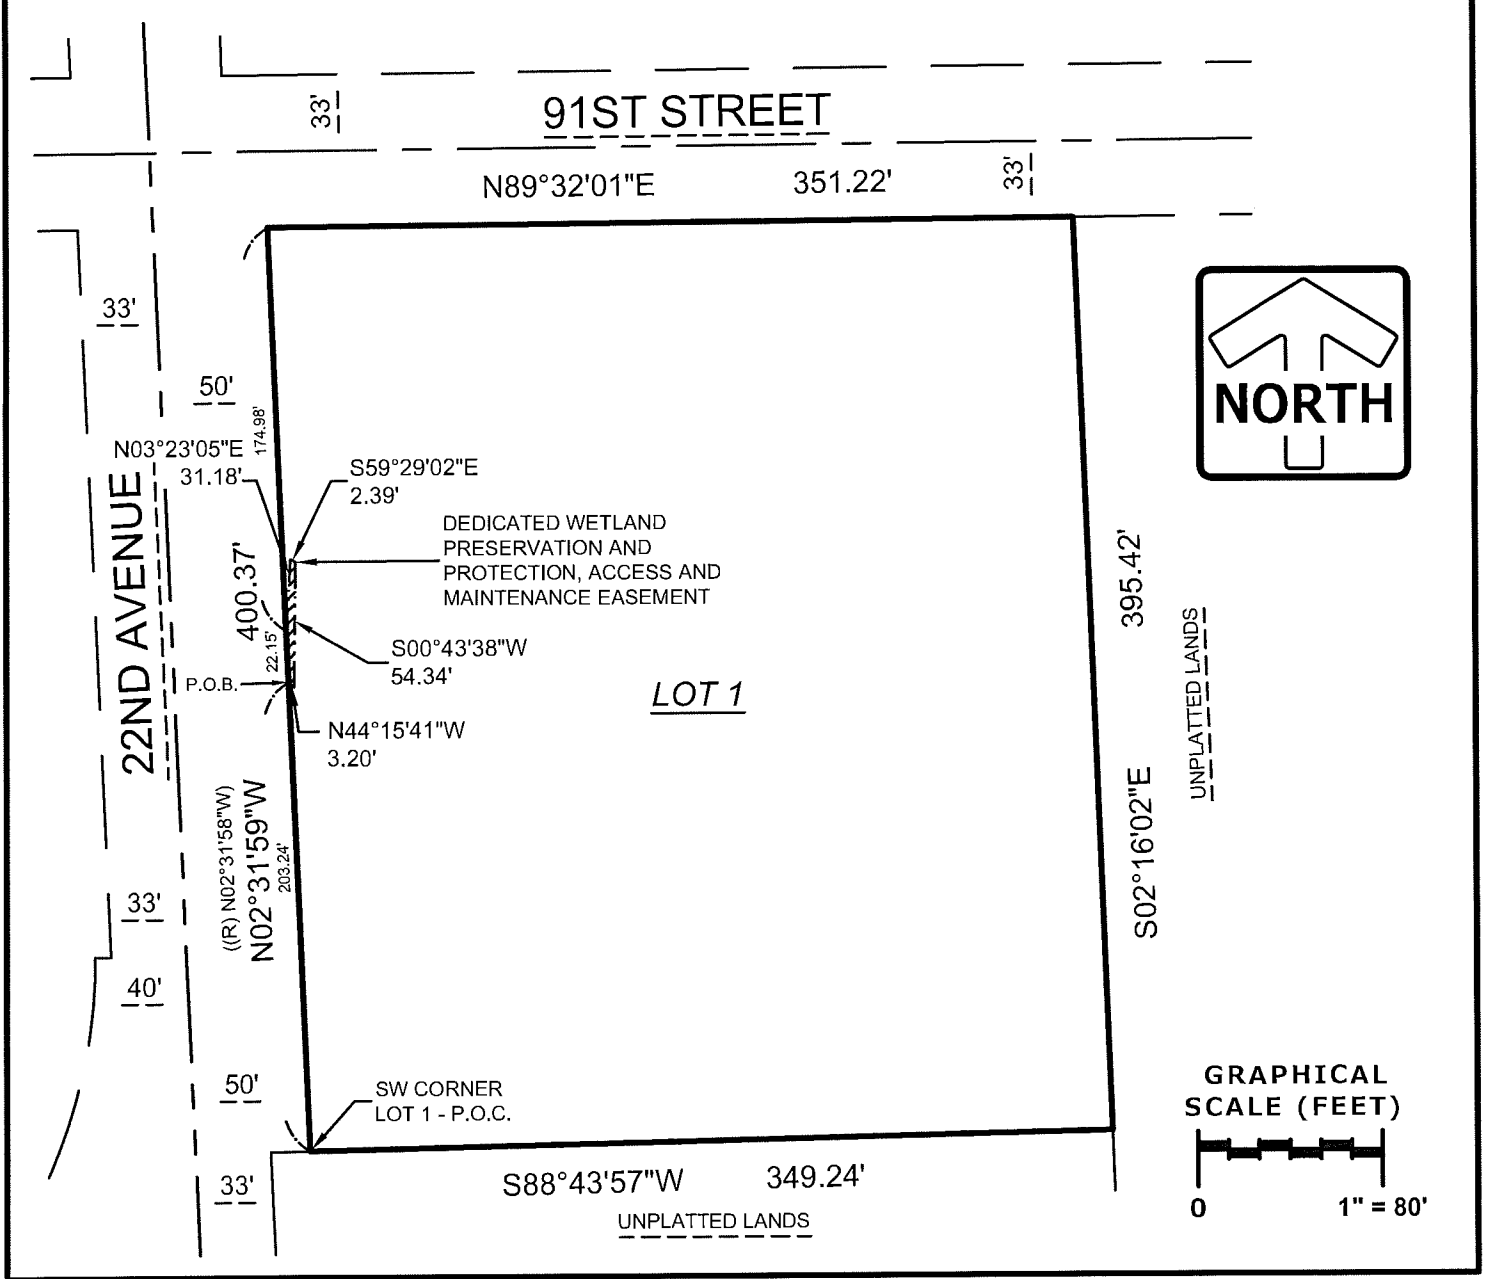 33'
91ST STREET
N89°32'01"E 351.22'
33'
33'
50'
174.98'
N03°23'05"E
31.18'
S59°29'02"E
2.39'
DEDICATED WETLAND
PRESERVATION AND
PROTECTION, ACCESS AND
MAINTENANCE EASEMENT
NORTH
22ND AVENUE
400.37'
22.15'
S00°43'38"W
54.34'
P.O.B.
N44°15'41"W
3.20'
LOT 1
395.42'
S02°16'02"E
UNPLATTED LANDS
((R) N02°31'58"W)
N02°31'59"W
203.24'
33'
40'
50'
SW CORNER
LOT 1 - P.O.C.
33'
S88°43'57"W 349.24'
UNPLATTED LANDS
GRAPHICAL
SCALE (FEET)
0 1" = 80'